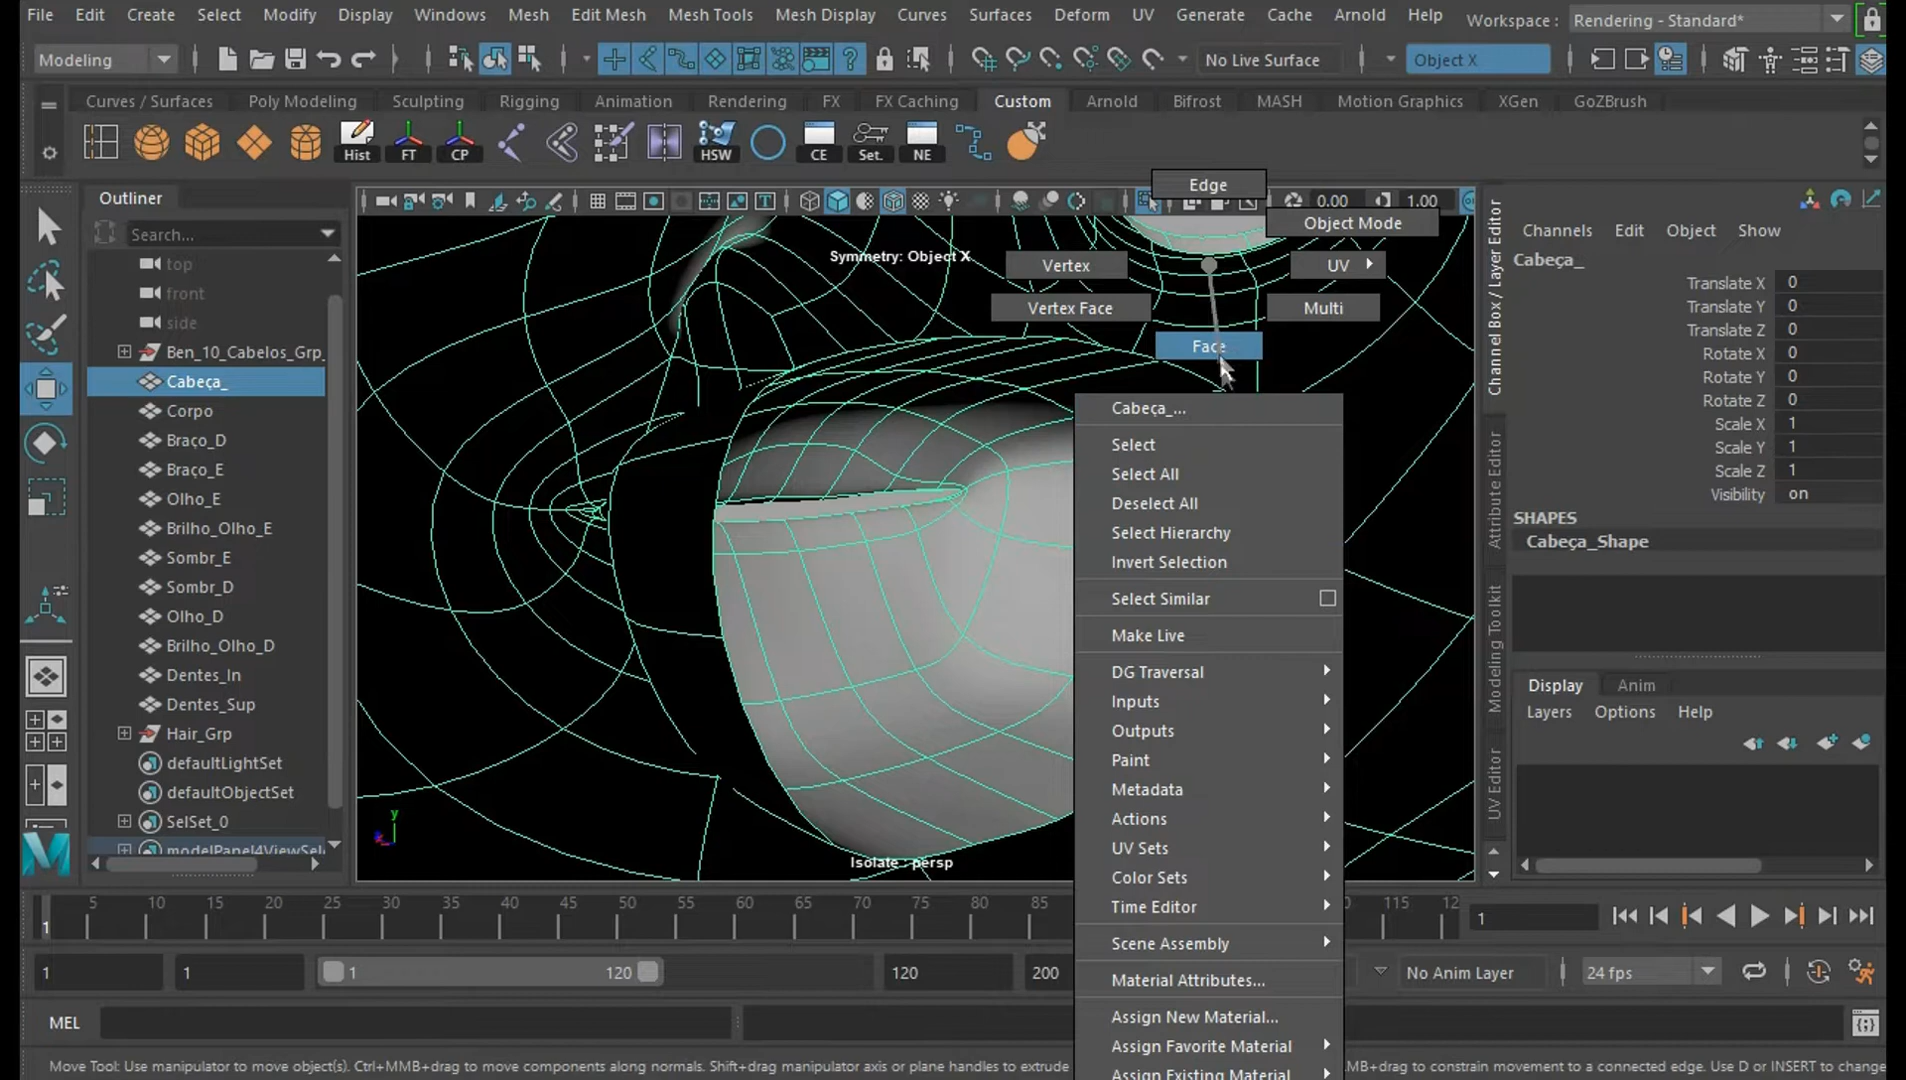 File Edit Create Select Modify Display Windows Mesh Edit Mesh Mesh Tools Mesh Display Curves Surfaces Deform UV Generate Cache Arnold Help Workspace : Rendering - Standard*
Modeling No Live Surface Object X
Curves / Surfaces Poly Modeling Sculpting Rigging Animation Rendering FX FX Caching Custom Arnold Bifrost MASH Motion Graphics XGen GoZBrush
Hist FT CP HSW CE Set. NE
Outliner
Search...
top
front
side
Ben_10_Cabelos_Grp_
Cabeça_
Corpo
Braço_D
Braço_E
Olho_E
Brilho_Olho_E
Sombr_E
Sombr_D
Olho_D
Brilho_Olho_D
Dentes_In
Dentes_Sup
Hair_Grp
defaultLightSet
defaultObjectSet
SelSet_0
modelPanel4ViewSel
0.00 1.00
Symmetry: Object X
Edge
Object Mode
Vertex
UV
Vertex Face
Multi
Face
Cabeça_...
Select
Select All
Deselect All
Select Hierarchy
Invert Selection
Select Similar
Make Live
DG Traversal
Inputs
Outputs
Paint
Metadata
Actions
UV Sets
Color Sets
Time Editor
Scene Assembly
Material Attributes...
Assign New Material...
Assign Favorite Material
Assign Existing Material
y
Isolate : persp
Channel Box / Layer Editor
Attribute Editor
Modeling Toolkit
UV Editor
Channels Edit Object Show
Cabeça_
Translate X 0
Translate Y 0
Translate Z 0
Rotate X 0
Rotate Y 0
Rotate Z 0
Scale X 1
Scale Y 1
Scale Z 1
Visibility on
SHAPES
Cabeça_Shape
Display Anim
Layers Options Help
5 10 15 20 25 30 35 40 45 50 55 60 65 70 75 80 85 115 12
1 1
1 1 1 120 120 200 No Anim Layer 24 fps
MEL
Move Tool: Use manipulator to move object(s). Ctrl+MMB+drag to move components along normals. Shift+drag manipulator axis or plane handles to extrude MB+drag to constrain movement to a connected edge. Use D or INSERT to change